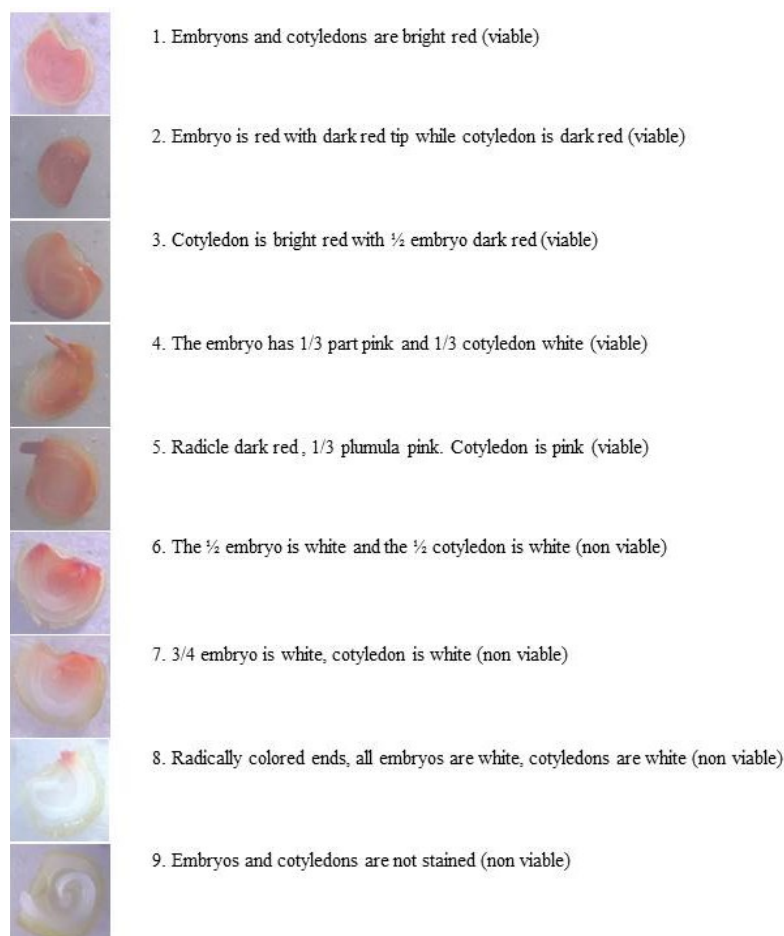 1. Embryons and cotyledons are bright red (viable)
2. Embryo is red with dark red tip while cotyledon is dark red (viable)
3. Cotyledon is bright red with ½ embryo dark red (viable)
4. The embryo has 1/3 part pink and 1/3 cotyledon white (viable)
5. Radicle dark red , 1/3 plumula pink. Cotyledon is pink (viable)
6. The ½ embryo is white and the ½ cotyledon is white (non viable)
7. 3/4 embryo is white, cotyledon is white (non viable)
8. Radically colored ends, all embryos are white, cotyledons are white (non viable)
9. Embryos and cotyledons are not stained (non viable)